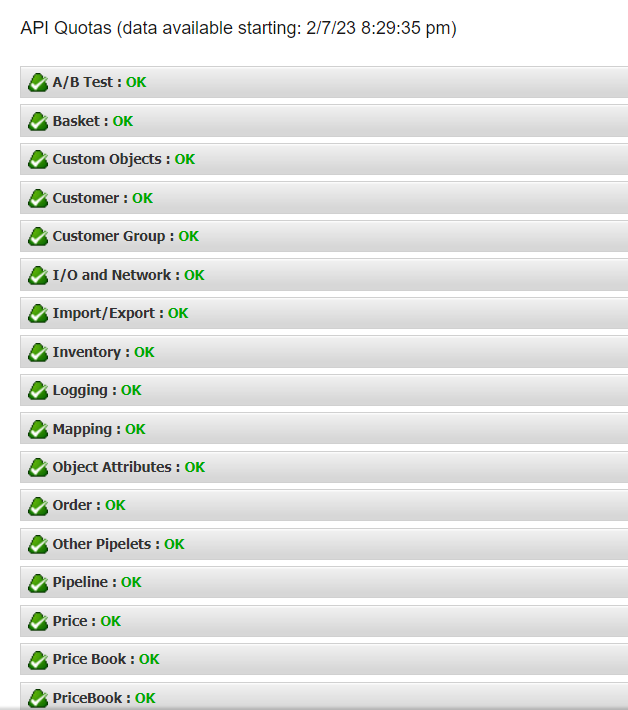 API Quotas (data available starting: 2/7/23 8:29:35 pm)
A/B Test : OK
Basket : OK
Custom Objects : OK
Customer : OK
Customer Group : OK
I/O and Network : OK
Import/Export : OK
Inventory : OK
Logging : OK
Mapping : OK
Object Attributes : OK
Order : OK
Other Pipelets : OK
Pipeline : OK
Price : OK
Price Book : OK
PriceBook : OK